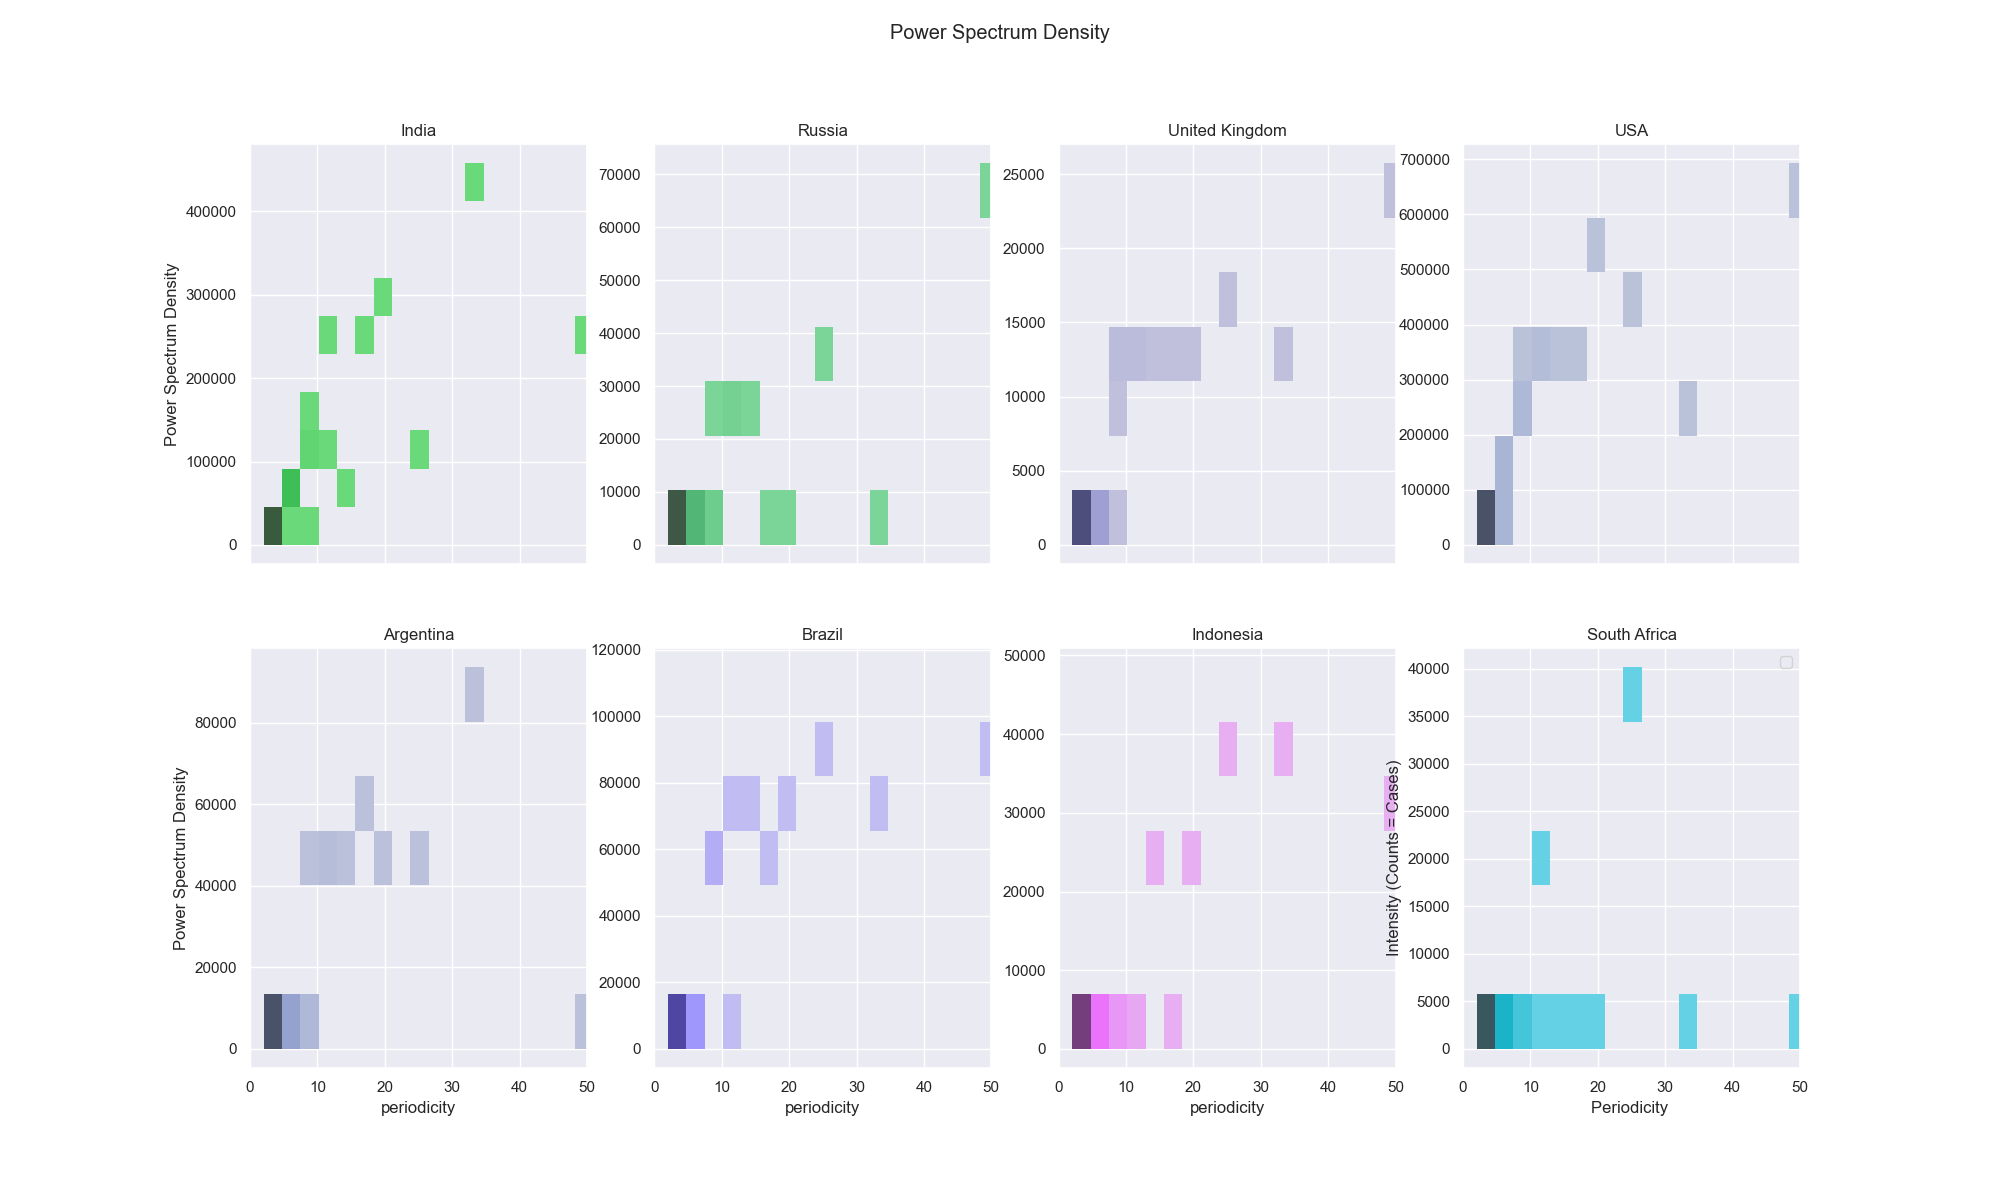 Power Spectrum Density
India
Russia
United Kingdom
USA
Power Spectrum Density
400000
300000
200000
100000
0
70000
60000
50000
40000
30000
20000
10000
0
25000
20000
15000
10000
5000
0
700000
600000
500000
400000
300000
200000
100000
0
Argentina
Brazil
Indonesia
South Africa
Power Spectrum Density
80000
60000
40000
20000
0
0 10 20 30 40 50
periodicity
120000
100000
80000
60000
40000
20000
0
0 10 20 30 40 50
periodicity
50000
40000
30000
20000
10000
0
0 10 20 30 40 50
periodicity
Intensity (Counts = Cases)
40000
35000
30000
25000
20000
15000
10000
5000
0
0 10 20 30 40 50
Periodicity